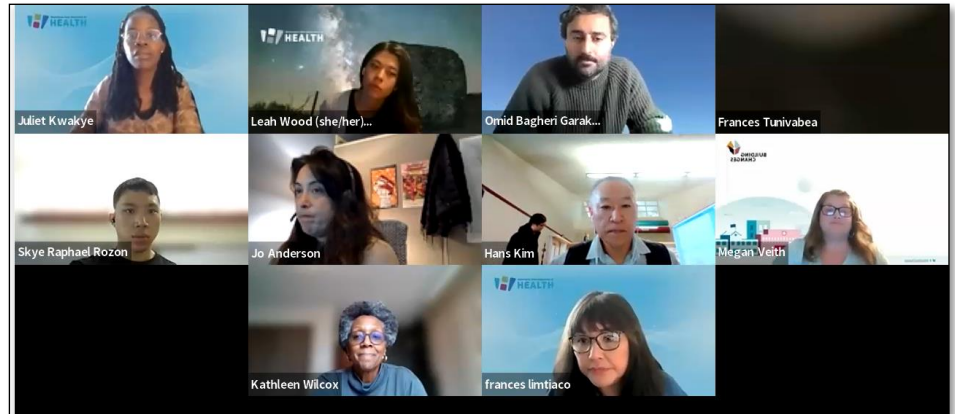 HEALTH
HEALTH
Juliet Kwakye
Leah Wood (she/her)...
Omid Bagheri Garak...
Frances Tunivabea
BUILDING
CHANGES
Skye Raphael Rozon
Jo Anderson
Hans Kim
Megan Veith
HEALTH
Kathleen Wilcox
frances limtiaco